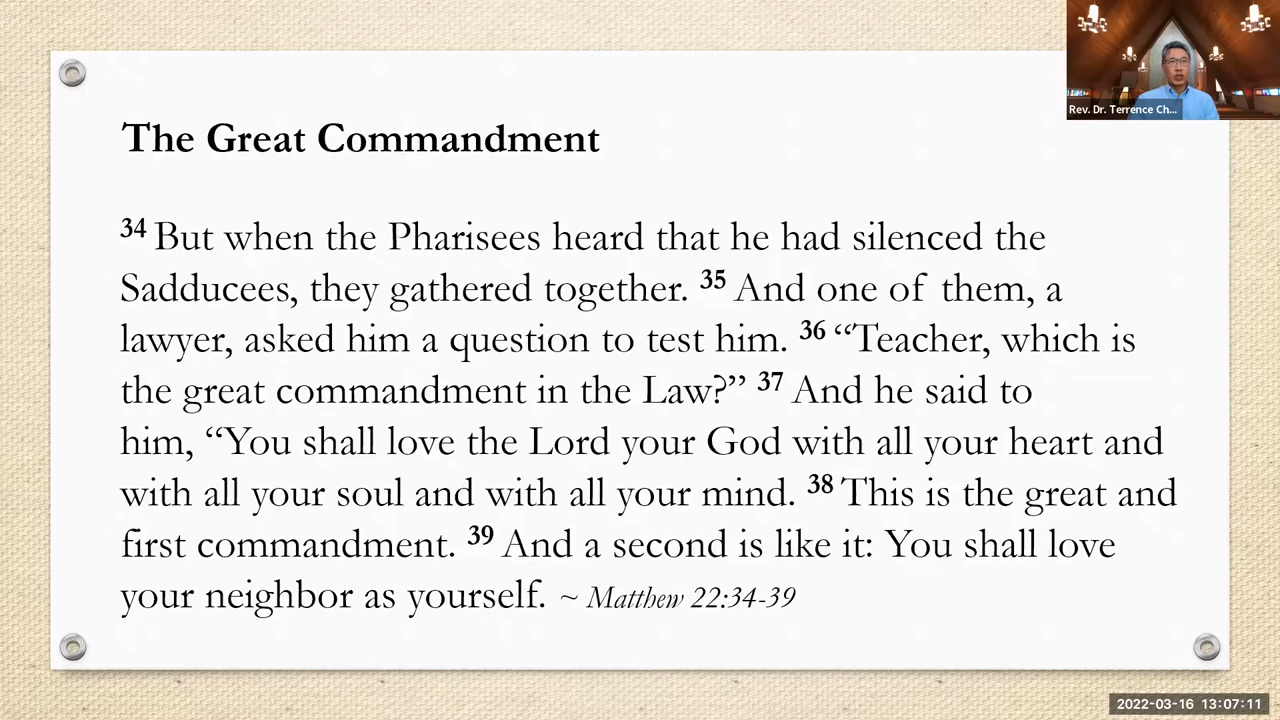 Rev. Dr. Terrence Ch...
The Great Commandment
34 But when the Pharisees heard that he had silenced the
Sadducees, they gathered together. 35 And one of them, a
lawyer, asked him a question to test him. 36 “Teacher, which is
the great commandment in the Law?” 37 And he said to
him, “You shall love the Lord your God with all your heart and
with all your soul and with all your mind. 38 This is the great and
first commandment. 39 And a second is like it: You shall love
your neighbor as yourself. ~ Matthew 22:34-39
2022-03-16 13:07:11